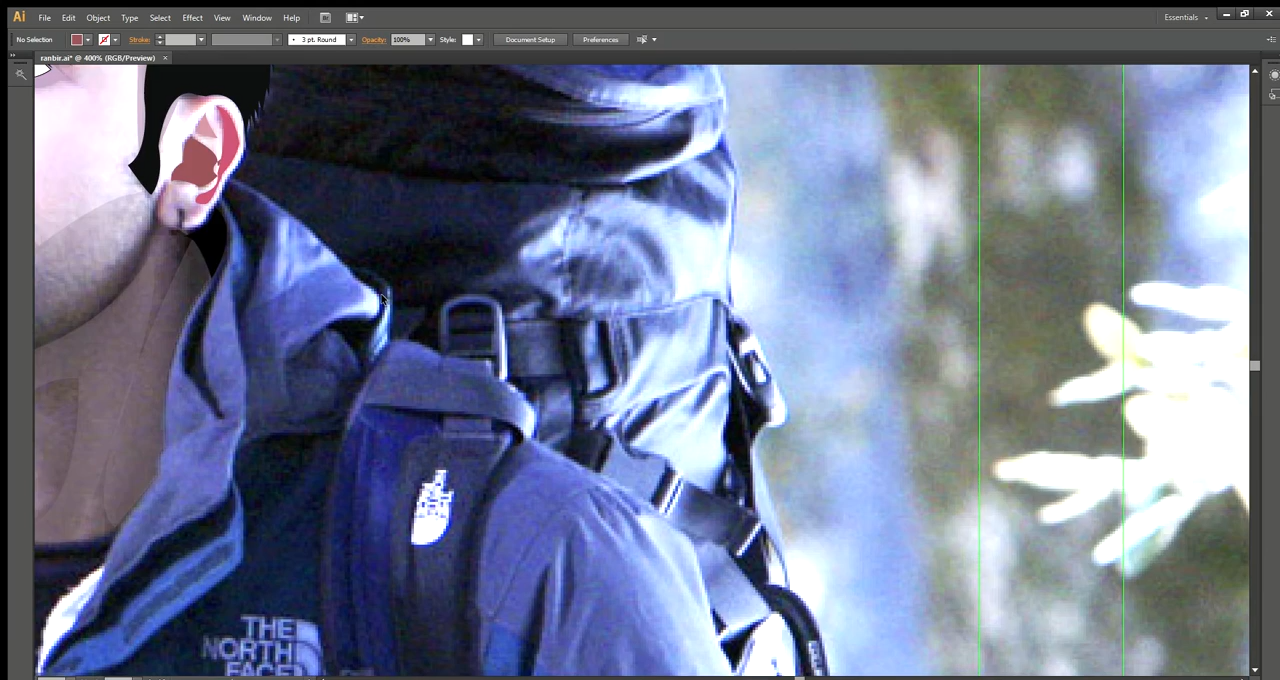 Ai File Edit Object Type Select Effect View Window Help Br Essentials
No Selection Stroke: 3 pt. Round Opacity: 100% Style: Document Setup Preferences
ranbir.ai* @ 400% (RGB/Preview) ×
THE
NORTH
FACE